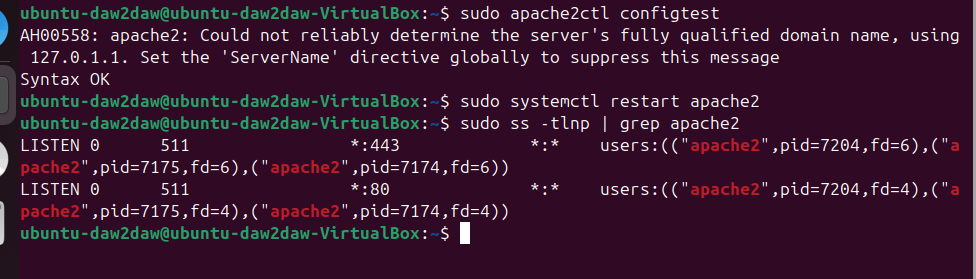 ubuntu-daw2daw@ubuntu-daw2daw-VirtualBox:~$ sudo apache2ctl configtest
AH00558: apache2: Could not reliably determine the server's fully qualified domain name, using
 127.0.1.1. Set the 'ServerName' directive globally to suppress this message
Syntax OK
ubuntu-daw2daw@ubuntu-daw2daw-VirtualBox:~$ sudo systemctl restart apache2
ubuntu-daw2daw@ubuntu-daw2daw-VirtualBox:~$ sudo ss -tlnp | grep apache2
LISTEN 0      511                *:443             *:*    users:(("apache2",pid=7204,fd=6),("a
pache2",pid=7175,fd=6),("apache2",pid=7174,fd=6))
LISTEN 0      511                *:80              *:*    users:(("apache2",pid=7204,fd=4),("a
pache2",pid=7175,fd=4),("apache2",pid=7174,fd=4))
ubuntu-daw2daw@ubuntu-daw2daw-VirtualBox:~$